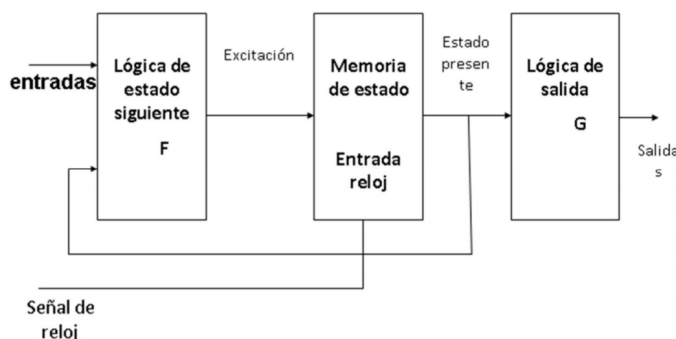 entradas
Lógica de
estado
siguiente
F
Excitación
Memoria
de estado
Entrada
reloj
Estado
presen
te
Lógica de
salida
G
Salida
s
Señal de
reloj